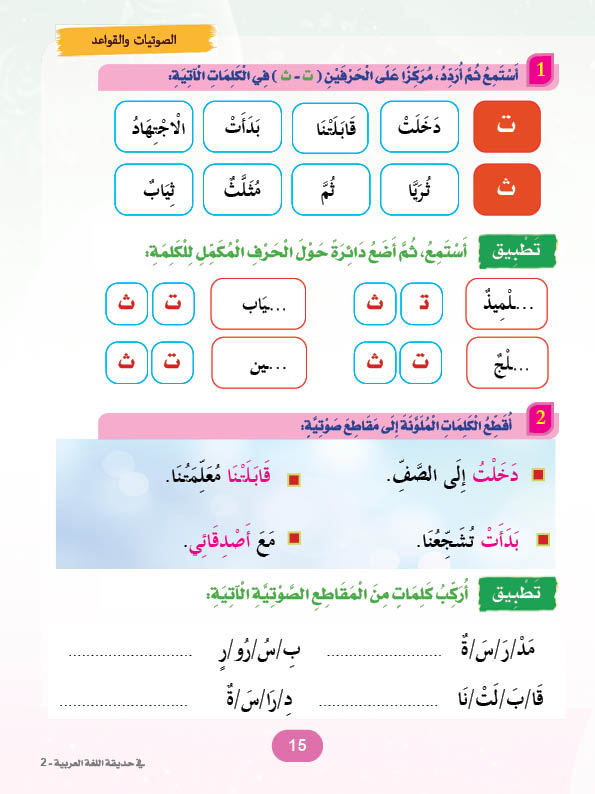 الصوتيات والقواعد
1 أَسْتَمِعُ ثُمَّ أُرَدِّدُ، مُرَكِّزًا عَلَى الْحَرْفَيْنِ (ت - ث) فِي الْكَلِمَاتِ الْآتِيَةِ:
ت دَخَلَتْ قَابَلَتْنَا بَدَأَتْ الْاجْتِهَادُ
ث ثُرَيَّا ثُمَّ مُثَلَّثٌ ثِيَابٌ
تَطْبِيق أَسْتَمِعُ، ثُمَّ أَضَعُ دَائِرَةً حَوْلَ الْحَرْفِ الْمُكَمِّلِ لِلْكَلِمَةِ:
...لْمِيذٌ ت ث ...يَاب ت ث
...لْجٌ ت ث ...ين ت ث
2 أُقَطِّعُ الْكَلِمَاتِ الْمُلَوَّنَةَ إِلَى مَقَاطِعَ صَوْتِيَّةٍ:
دَخَلْتُ إِلَى الصَّفِّ. قَابَلَتْنَا مُعَلِّمَتُنَا.
بَدَأَتْ تُشَجِّعُنَا. مَعَ أَصْدِقَائِي.
تَطْبِيق أُرَكِّبُ كَلِمَاتٍ مِنَ الْمَقَاطِعِ الصَّوْتِيَّةِ الْآتِيَةِ:
مَدْ/رَ/سَ/ةٌ ........................ بِ/سُ/رُو/رٍ ........................
قَا/بَ/لَتْ/نَا ........................ دِ/رَا/سَ/ةٌ ........................
15
في حديقة اللغة العربية - 2